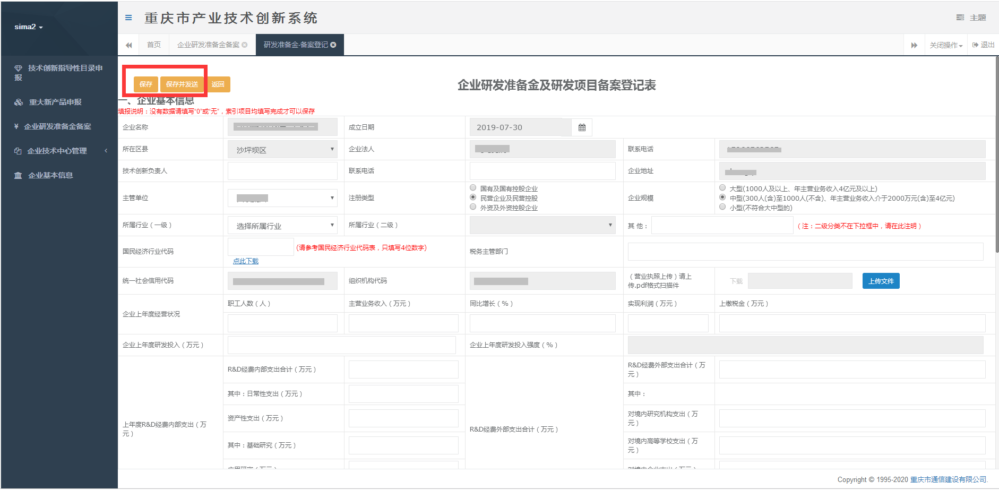 sima2
重庆市产业技术创新系统
主题
首页
企业研发准备金备案
研发准备金-备案登记
关闭操作
退出
技术创新指导性目录申
报
重大新产品申报
¥ 企业研发准备金备案
企业技术中心管理
企业基本信息
保存
保存并发送
返回
企业研发准备金及研发项目备案登记表
一、企业基本信息
填报说明：没有数据请填写“0”或“无”，索引项目均填写完成才可以保存
企业名称
成立日期
2019-07-30
所在区县
沙坪坝区
企业法人
联系电话
技术创新负责人
联系电话
企业地址
主管单位
注册类型
国有及国有控股企业
民营企业及民营控股
外资及外资控股企业
企业规模
大型(1000人及以上、年主营业务收入4亿元及以上)
中型(300人(含)至1000人(不含)、年主营业务收入介于2000万元(含)至4亿元)
小型(不符合大中型的)
所属行业（一级）
选择所属行业
所属行业（二级）
其 他：
（注：二级分类不在下拉框中，请在此注明）
国民经济行业代码
(请参考国民经济行业代码表，只填写4位数字)
点此下载
税务主管部门
统一社会信用代码
组织机构代码
（营业执照上传）请上
传.pdf格式扫描件
下载
上传文件
企业上年度经营状况
职工人数（人）
主营业务收入（万元）
同比增长（%）
实现利润（万元）
上缴税金（万元）
企业上年度研发投入（万元）
企业上年度研发投入强度（%）
上年度R&D经费内部支出（万
元）
R&D经费内部支出合计（万元）
其中：日常性支出（万元）
资产性支出（万元）
其中：基础研究（万元）
应用研究（万元）
R&D经费外部支出合计（万元）
R&D经费外部支出合计（万
元）
其中：
对境内研究机构支出（万
元）
对境内高等学校支出（万
元）
对境内企业支出（万元）
Copyright © 1995-2020 重庆市通信建设有限公司.